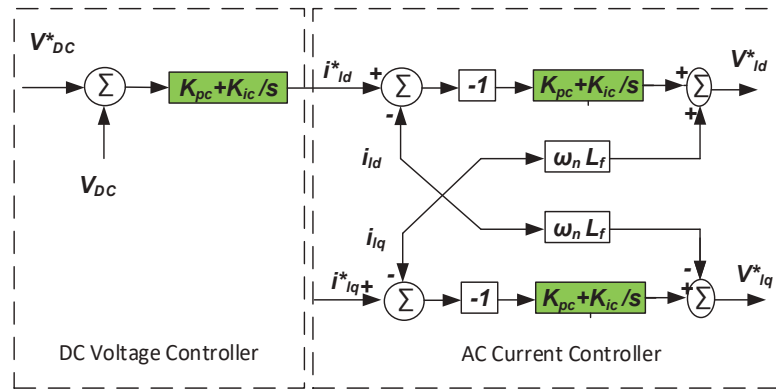 V*DC
Σ
Kpc+Kic/s
VDC
DC Voltage Controller
i*ld
+
Σ
-
-1
Kpc+Kic/s
+
Σ
+
V*ld
ild
ωn Lf
ilq
ωn Lf
i*lq
+
-
Σ
-1
Kpc+Kic/s
-
+
Σ
V*lq
AC Current Controller